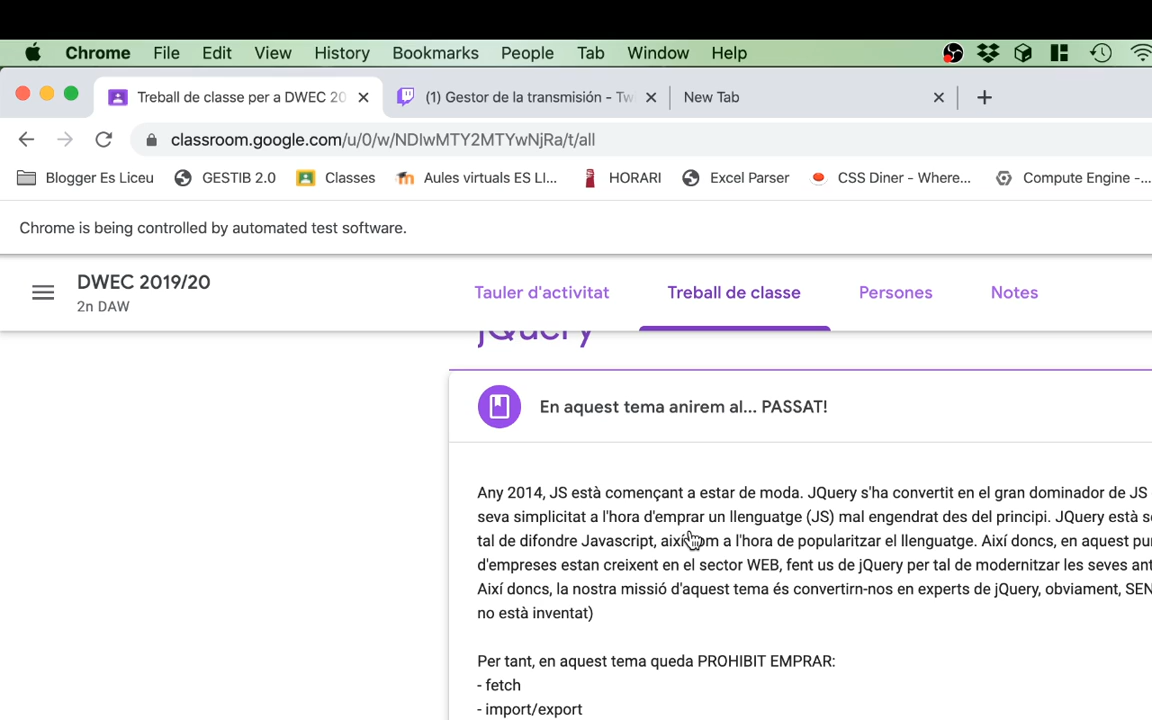 Chrome File Edit View History Bookmarks People Tab Window Help
Treball de classe per a DWEC 20 (1) Gestor de la transmisión - Tw New Tab
classroom.google.com/u/0/w/NDIwMTY2MTYwNjRa/t/all
Blogger Es Liceu GESTIB 2.0 Classes Aules virtuals ES LI... HORARI Excel Parser CSS Diner - Where... Compute Engine -...
Chrome is being controlled by automated test software.
DWEC 2019/20
2n DAW
Tauler d'activitat Treball de classe Persones Notes
jQuery
En aquest tema anirem al... PASSAT!
Any 2014, JS està començant a estar de moda. JQuery s'ha convertit en el gran dominador de JS
seva simplicitat a l'hora d'emprar un llenguatge (JS) mal engendrat des del principi. JQuery està s
tal de difondre Javascript, així com a l'hora de popularitzar el llenguatge. Així doncs, en aquest pu
d'empreses estan creixent en el sector WEB, fent us de jQuery per tal de modernitzar les seves ant
Així doncs, la nostra missió d'aquest tema és convertirn-nos en experts de jQuery, obviament, SEN
no està inventat)
Per tant, en aquest tema queda PROHIBIT EMPRAR:
- fetch
- import/export